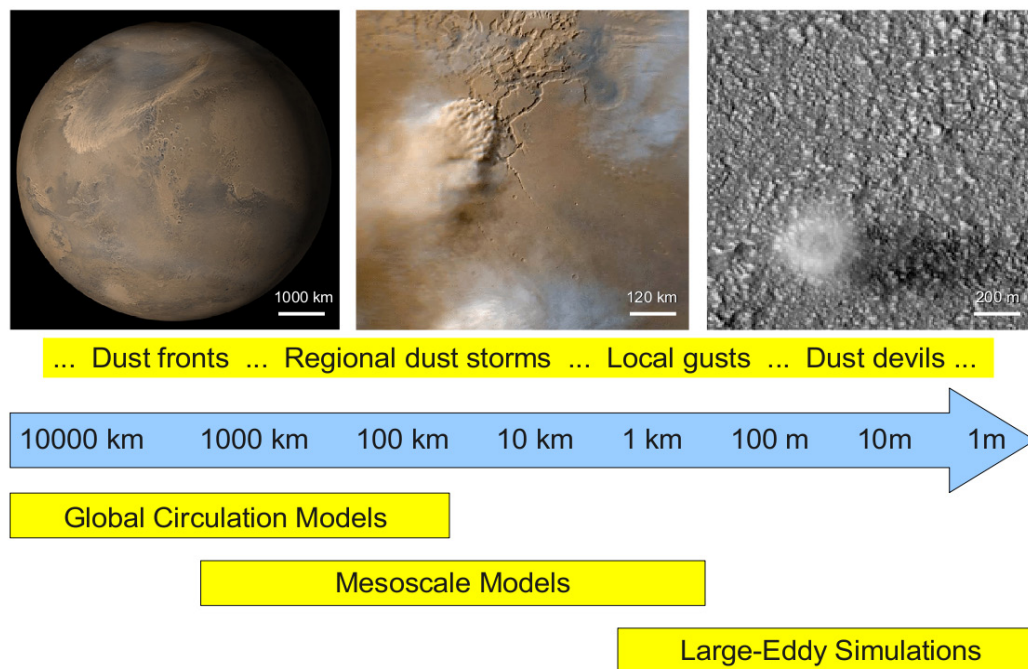 1000 km
120 km
200 m
... Dust fronts ... Regional dust storms ... Local gusts ... Dust devils ...
10000 km 1000 km 100 km 10 km 1 km 100 m 10m 1m
Global Circulation Models
Mesoscale Models
Large-Eddy Simulations